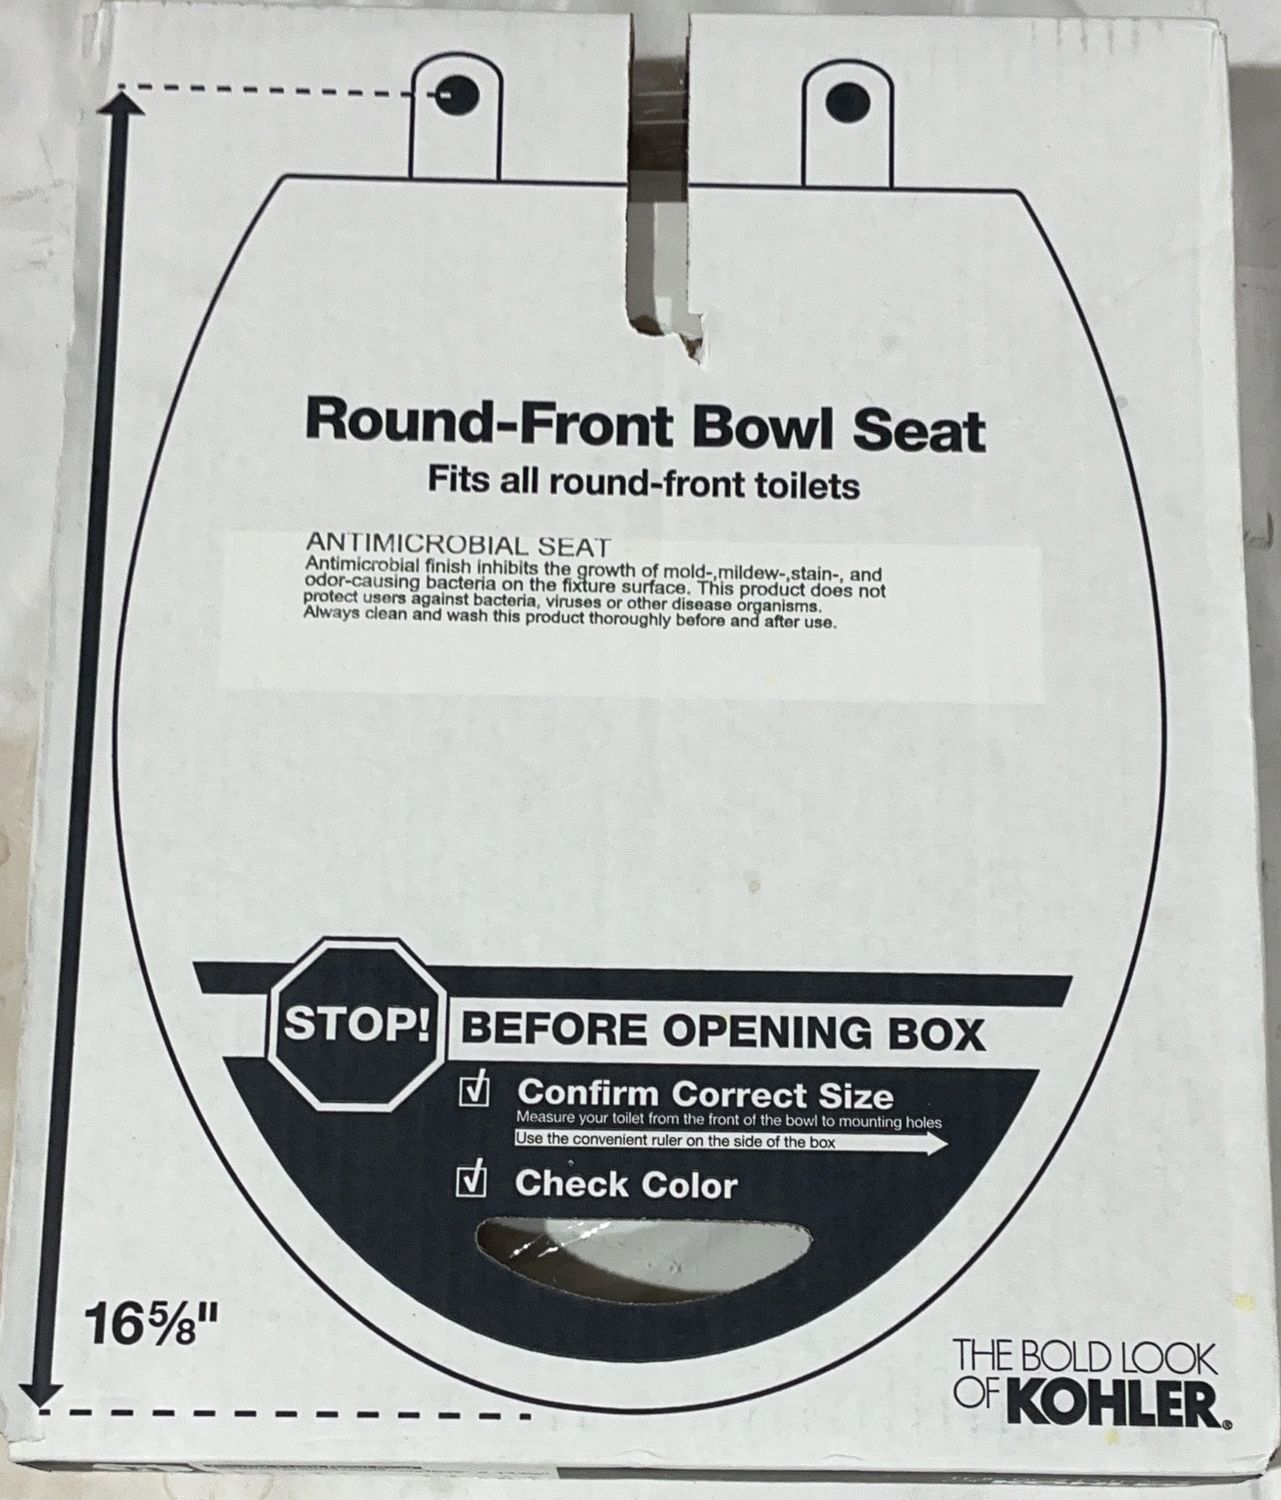 Round-Front Bowl Seat
Fits all round-front toilets
ANTIMICROBIAL SEAT
Antimicrobial finish inhibits the growth of mold-,mildew-,stain-, and
odor-causing bacteria on the fixture surface. This product does not
protect users against bacteria, viruses or other disease organisms.
Always clean and wash this product thoroughly before and after use.
STOP! BEFORE OPENING BOX
Confirm Correct Size
Measure your toilet from the front of the bowl to mounting holes
Use the convenient ruler on the side of the box
Check Color
16⅝"
THE BOLD LOOK
OF KOHLER®